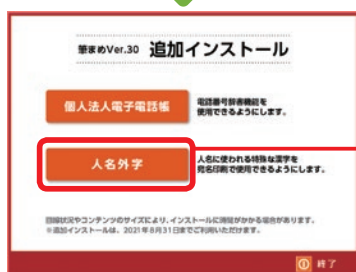 筆まめVer.30 追加インストール
個人法人電子電話帳
電話番号辞書機能を
使用できるようにします。
人名外字
人名に使われる特殊な漢字を
宛名印刷で使用できるようにします。
回線状況やコンテンツのサイズにより、インストールに時間がかかる場合があります。
※追加インストールは、2021年8月31日までご利用いただけます。
終了